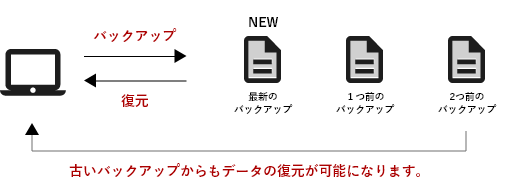 バックアップ
復元
NEW
最新の
バックアップ
１つ前の
バックアップ
2つ前の
バックアップ
古いバックアップからもデータの復元が可能になります。